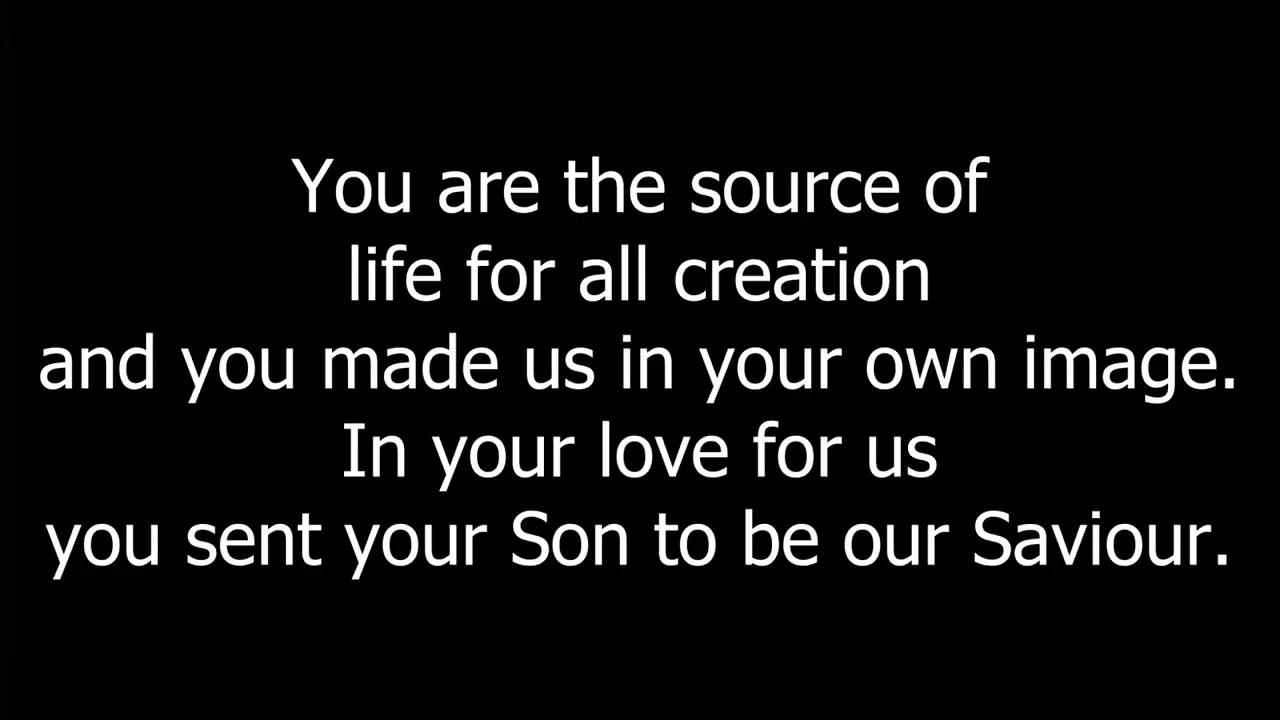 You are the source of
life for all creation
and you made us in your own image.
In your love for us
you sent your Son to be our Saviour.